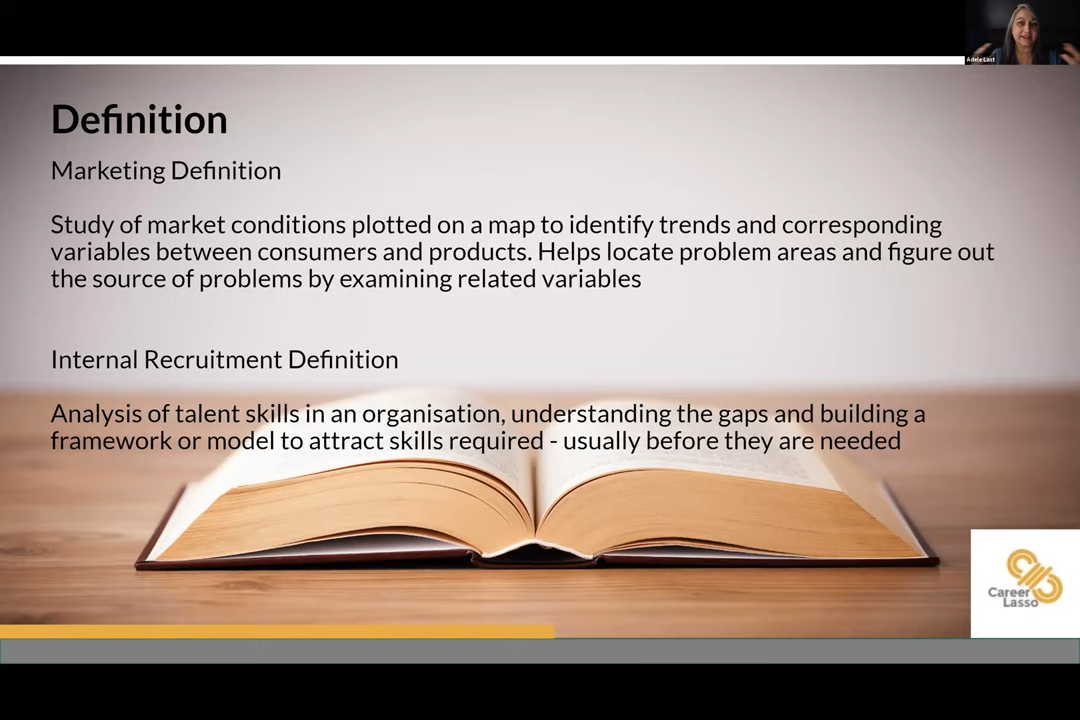 Adele Last
Definition
Marketing Definition
Study of market conditions plotted on a map to identify trends and corresponding
variables between consumers and products. Helps locate problem areas and figure out
the source of problems by examining related variables
Internal Recruitment Definition
Analysis of talent skills in an organisation, understanding the gaps and building a
framework or model to attract skills required - usually before they are needed
Career
Lasso